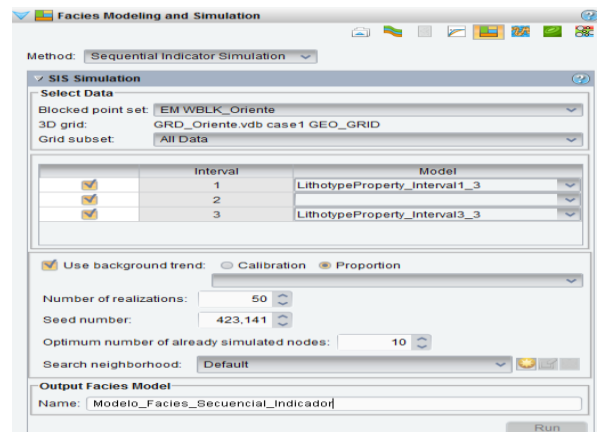 Facies Modeling and Simulation
Method: Sequential Indicator Simulation
SIS Simulation
Select Data
Blocked point set: EM WBLK_Oriente
3D grid: GRD_Oriente.vdb case1 GEO_GRID
Grid subset: All Data
Interval Model
1 LithotypeProperty_Interval1_3
2
3 LithotypeProperty_Interval3_3
Use background trend: Calibration Proportion
Number of realizations: 50
Seed number: 423,141
Optimum number of already simulated nodes: 10
Search neighborhood: Default
Output Facies Model
Name: Modelo_Facies_Secuencial_Indicador
Run